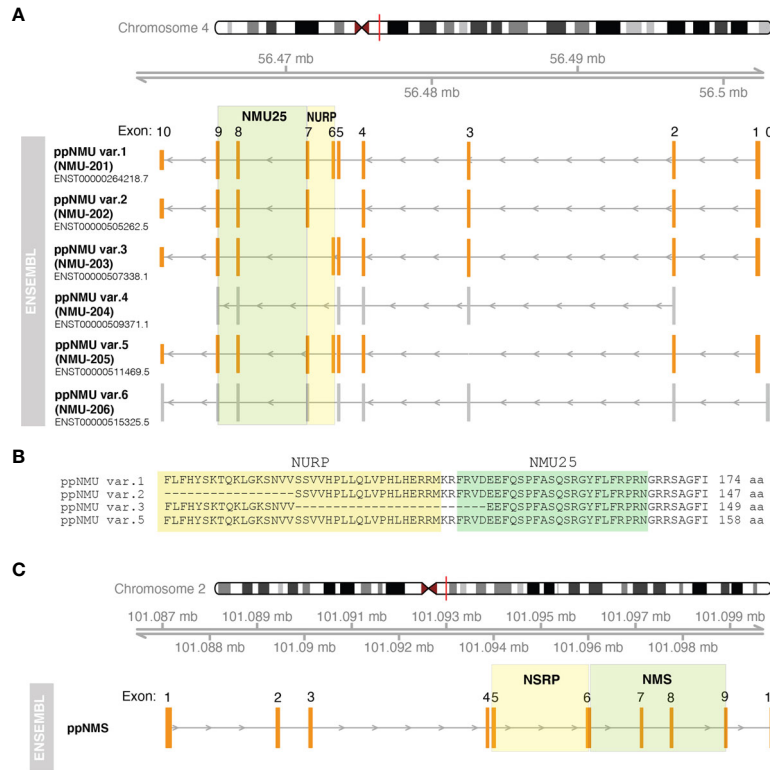 A
Chromosome 4
56.47 mb
56.49 mb
56.48 mb
56.5 mb
NMU25
NURP
Exon: 10 9 8 7 6 5 4 3 2 1 0
ENSEMBL
ppNMU var.1
(NMU-201)
ENST00000264218.7
ppNMU var.2
(NMU-202)
ENST00000505262.5
ppNMU var.3
(NMU-203)
ENST00000507338.1
ppNMU var.4
(NMU-204)
ENST00000509371.1
ppNMU var.5
(NMU-205)
ENST00000511469.5
ppNMU var.6
(NMU-206)
ENST00000515325.5
B
NURP NMU25
ppNMU var.1 FLFHYSKTQKLGKSNVVSSVVHPLLQLVPHLHERRMKRFRVDEEFQSPFASQSRGYFLFRPRNGRRSAGFI 174 aa
ppNMU var.2 -----------------SSVVHPLLQLVPHLHERRMKRFRVDEEFQSPFASQSRGYFLFRPRNGRRSAGFI 147 aa
ppNMU var.3 FLFHYSKTQKLGKSNVV-------------------------EEFQSPFASQSRGYFLFRPRNGRRSAGFI 149 aa
ppNMU var.5 FLFHYSKTQKLGKSNVVSSVVHPLLQLVPHLHERRMKRFRVDEEFQSPFASQSRGYFLFRPRNGRRSAGFI 158 aa
C
Chromosome 2
101.087 mb 101.089 mb 101.091 mb 101.093 mb 101.095 mb 101.097 mb 101.099 mb
101.088 mb 101.090 mb 101.092 mb 101.094 mb 101.096 mb 101.098 mb
NSRP NMS
Exon: 1 2 3 4 5 6 7 8 9 1
ENSEMBL
ppNMS